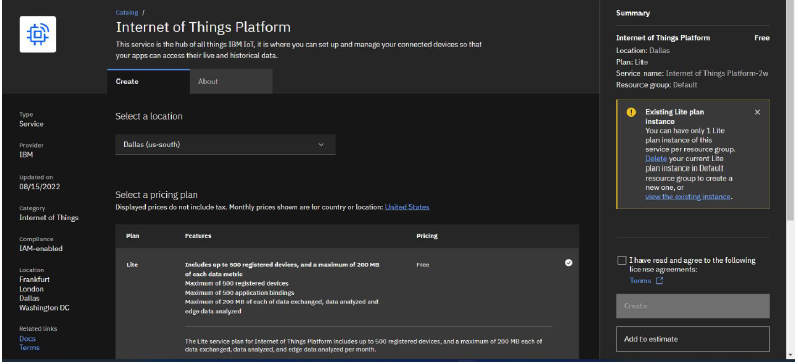 Catalog /
Internet of Things Platform
This service is the hub of all things IBM IoT, it is where you can set up and manage your connected devices so that
your apps can access their live and historical data.
Create
About
Type
Service
Provider
IBM
Updated on
08/15/2022
Category
Internet of Things
Compliance
IAM-enabled
Location
Frankfurt
London
Dallas
Washington DC
Related links
Docs
Terms
Select a location
Dallas (us-south)
Select a pricing plan
Displayed prices do not include tax. Monthly prices shown are for country or location: United States
Plan Features Pricing
Lite Includes up to 500 registered devices, and a maximum of 200 MB Free
of each data metric
Maximum of 500 registered devices
Maximum of 500 application bindings
Maximum of 200 MB of each of data exchanged, data analyzed and
edge data analyzed
The Lite service plan for Internet of Things Platform includes up to 500 registered devices, and a maximum of 200 MB each of
data exchanged, data analyzed, and edge data analyzed per month.
Summary
Internet of Things Platform Free
Location: Dallas
Plan: Lite
Service name: Internet of Things Platform-2w
Resource group: Default
Existing Lite plan
instance
You can have only 1 Lite
plan instance of this
service per resource group.
Delete your current Lite
plan instance in Default
resource group to create a
new one, or
view the existing instance.
I have read and agree to the following
license agreements:
Terms
Create
Add to estimate